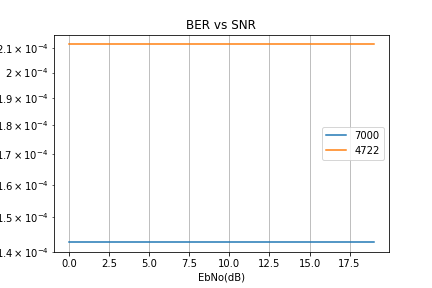 BER vs SNR
2.1 × 10⁻⁴
2 × 10⁻⁴
1.9 × 10⁻⁴
1.8 × 10⁻⁴
1.7 × 10⁻⁴
1.6 × 10⁻⁴
1.5 × 10⁻⁴
1.4 × 10⁻⁴
7000
4722
0.0 2.5 5.0 7.5 10.0 12.5 15.0 17.5
EbNo(dB)